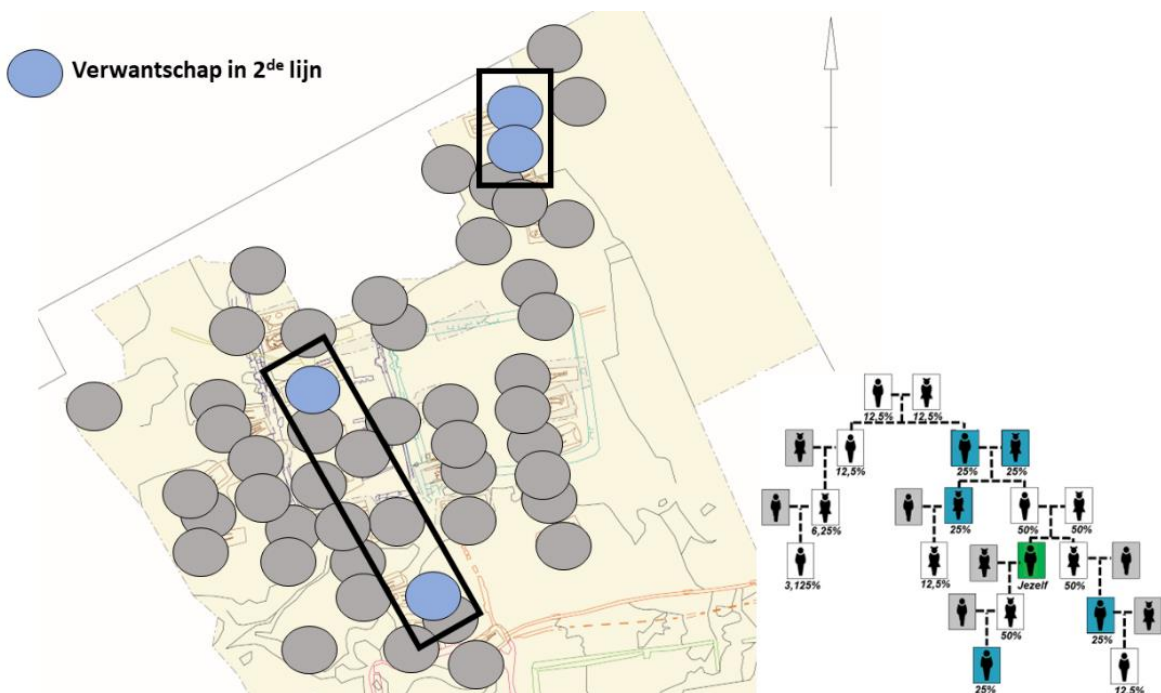 Verwantschap in 2de lijn
12,5% 12,5%
12,5% 25% 25%
6,25% 25% 50% 50%
3,125% 12,5% Jezelf 50%
50% 25%
25% 12,5%